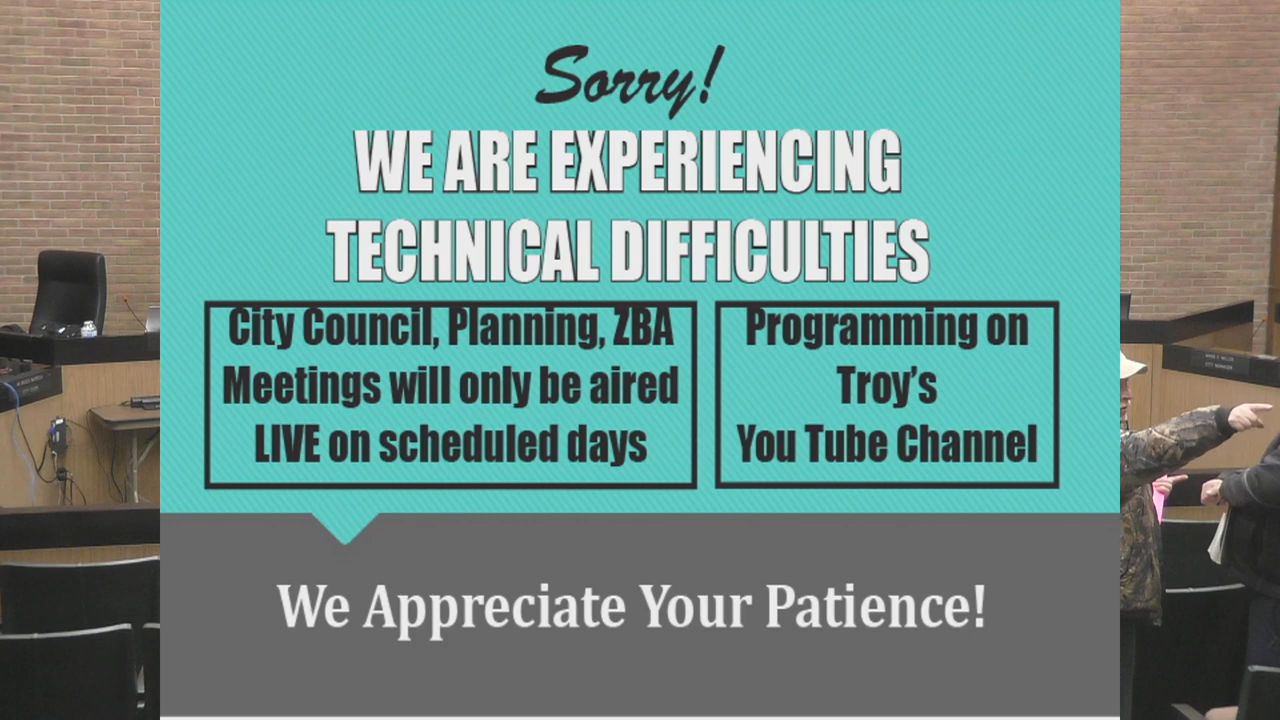 Sorry!
WE ARE EXPERIENCING
TECHNICAL DIFFICULTIES
City Council, Planning, ZBA
Meetings will only be aired
LIVE on scheduled days
Programming on
Troy's
You Tube Channel
We Appreciate Your Patience!